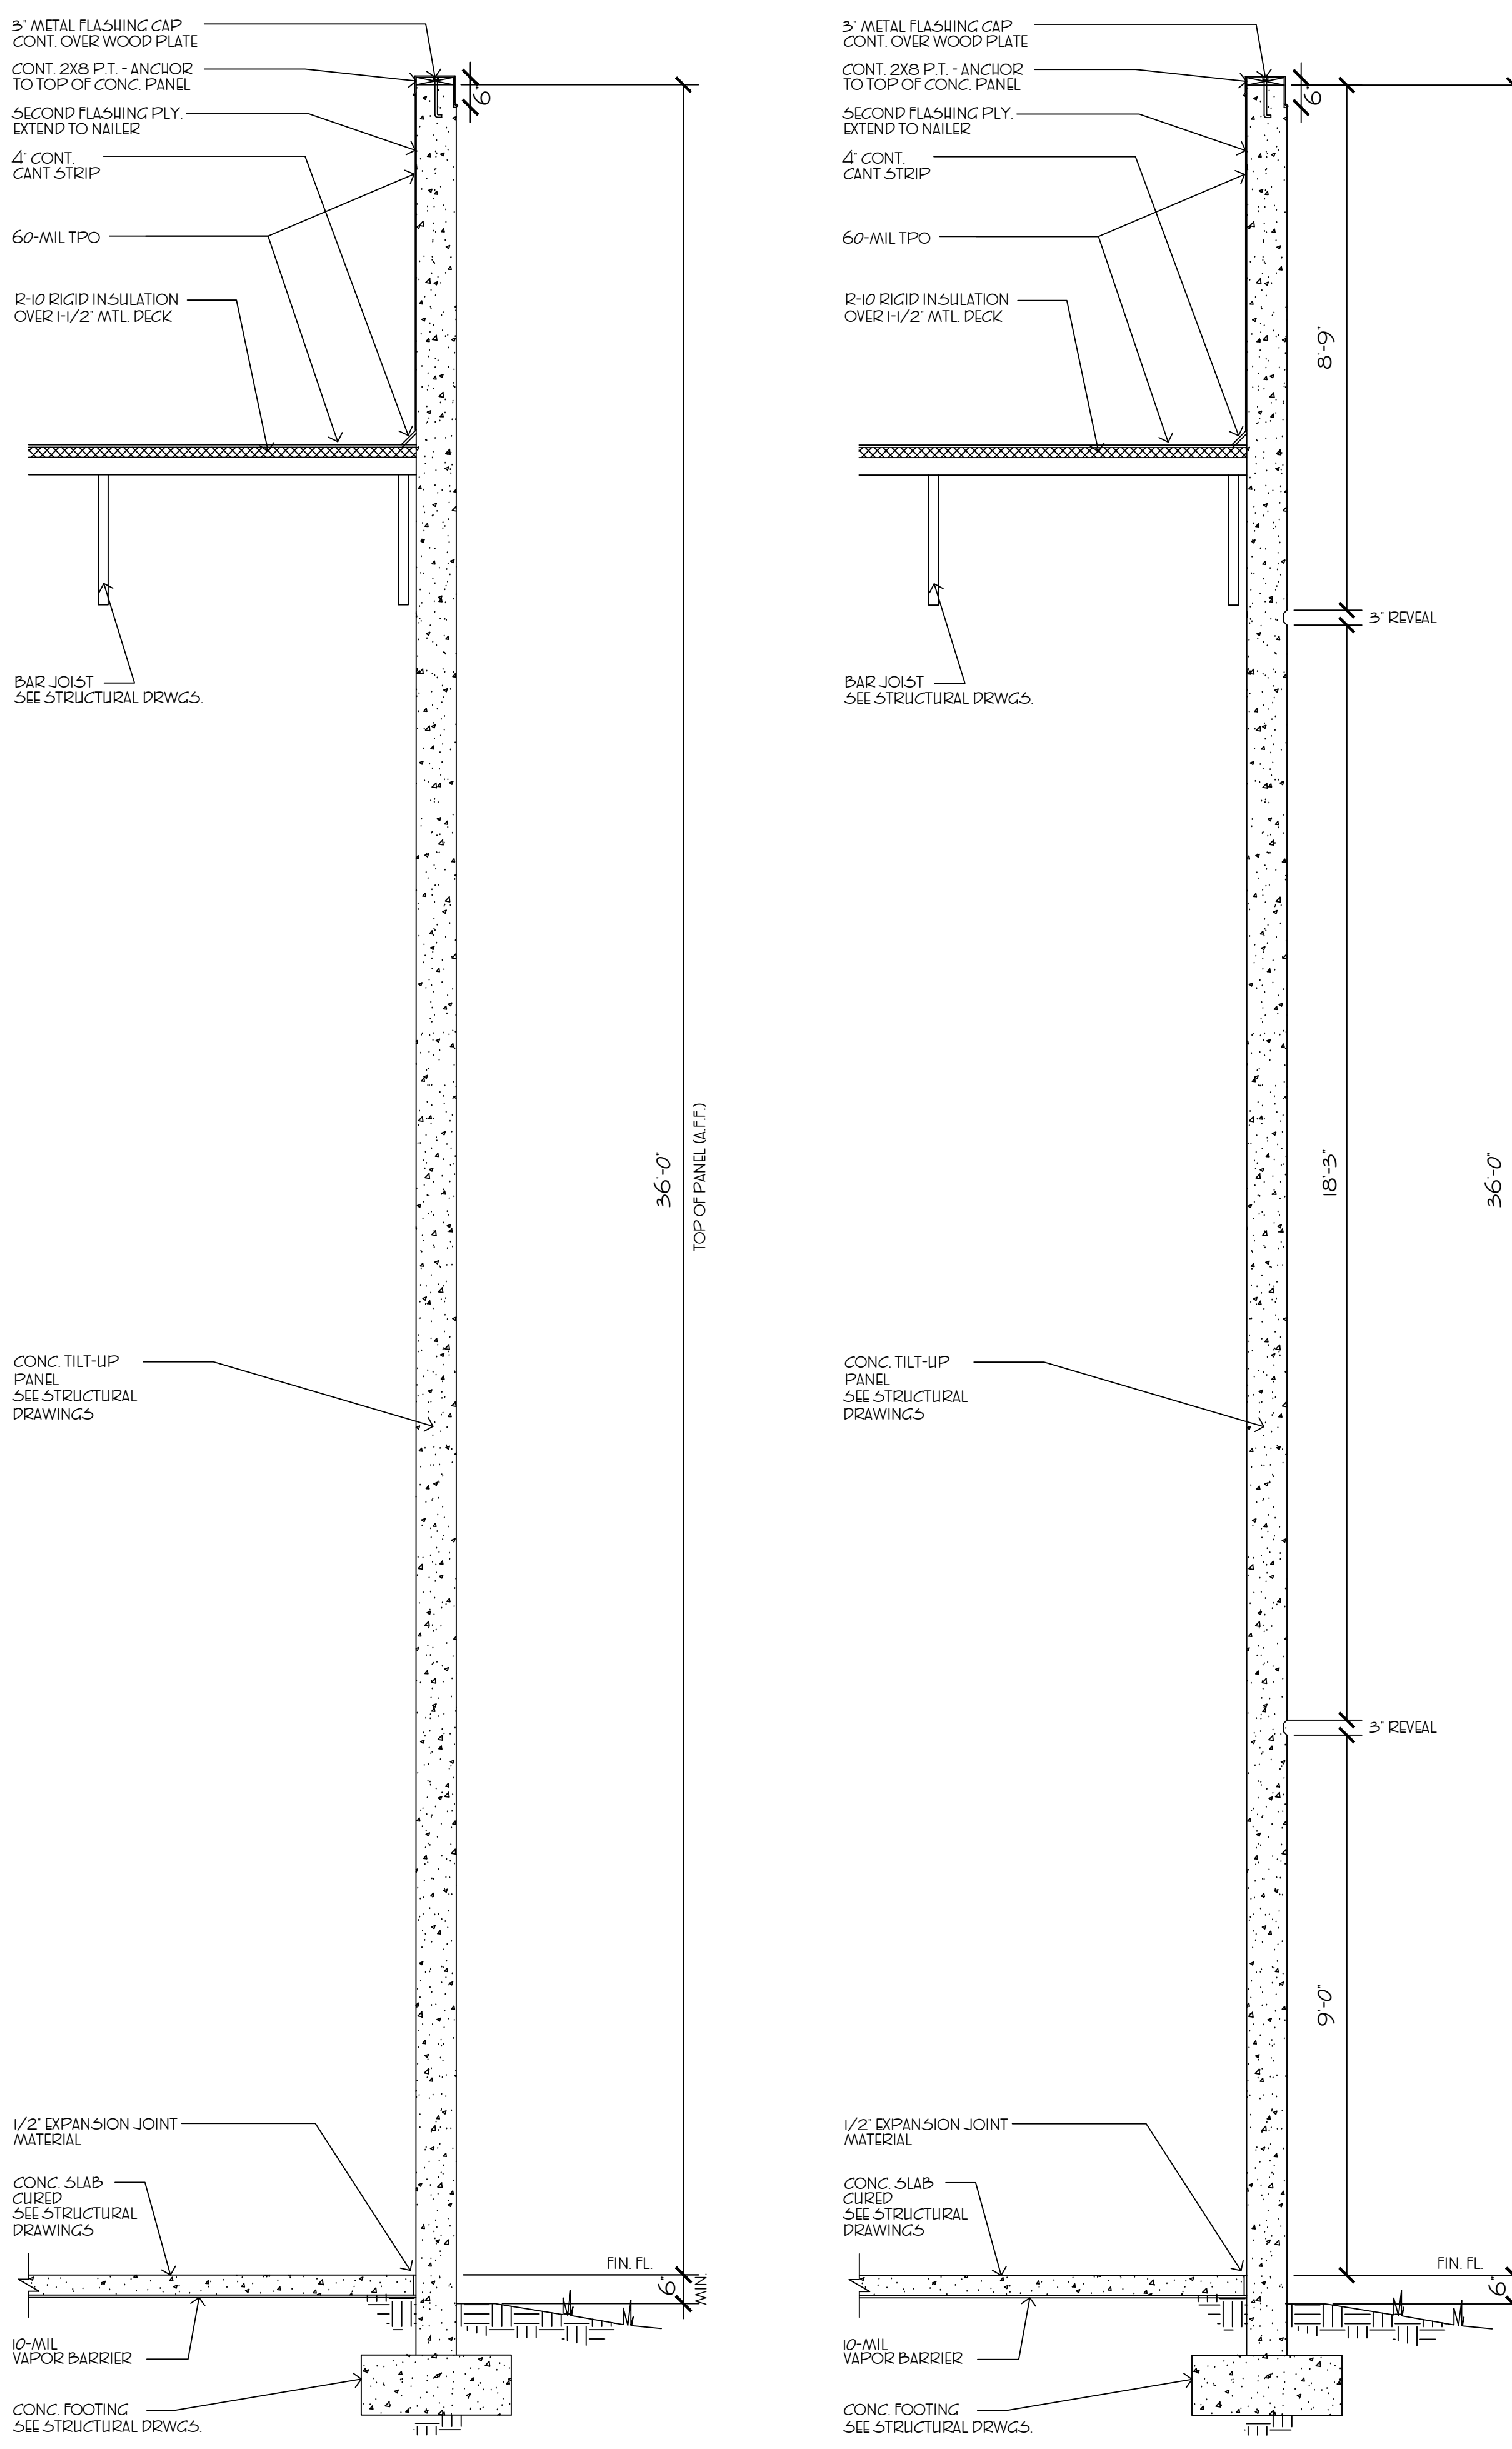 3" METAL FLASHING CAP
CONT. OVER WOOD PLATE
CONT. 2X8 P.T. - ANCHOR
TO TOP OF CONC. PANEL
SECOND FLASHING PLY.
EXTEND TO NAILER
4" CONT.
CANT STRIP
60-MIL TPO
R-10 RIGID INSULATION
OVER 1-1/2" MTL. DECK
BAR JOIST
SEE STRUCTURAL DRWGS.
CONC. TILT-UP
PANEL
SEE STRUCTURAL
DRAWINGS
1/2" EXPANSION JOINT
MATERIAL
CONC. SLAB
CURED
SEE STRUCTURAL
DRAWINGS
10-MIL
VAPOR BARRIER
CONC. FOOTING
SEE STRUCTURAL DRWGS.
6"
36'-0"
TOP OF PANEL (A.F.F.)
FIN. FL.
6"
MIN.
3" METAL FLASHING CAP
CONT. OVER WOOD PLATE
CONT. 2X8 P.T. - ANCHOR
TO TOP OF CONC. PANEL
SECOND FLASHING PLY.
EXTEND TO NAILER
4" CONT.
CANT STRIP
60-MIL TPO
R-10 RIGID INSULATION
OVER 1-1/2" MTL. DECK
BAR JOIST
SEE STRUCTURAL DRWGS.
CONC. TILT-UP
PANEL
SEE STRUCTURAL
DRAWINGS
1/2" EXPANSION JOINT
MATERIAL
CONC. SLAB
CURED
SEE STRUCTURAL
DRAWINGS
10-MIL
VAPOR BARRIER
CONC. FOOTING
SEE STRUCTURAL DRWGS.
6"
8'-9"
3" REVEAL
18'-3"
36'-0"
3" REVEAL
9'-0"
FIN. FL.
6"